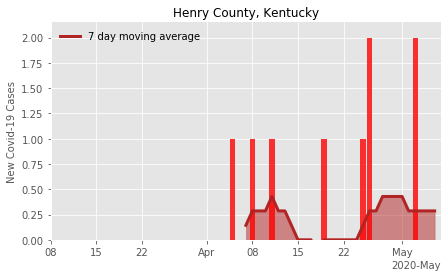 Henry County, Kentucky
7 day moving average
New Covid-19 Cases
2.00
1.75
1.50
1.25
1.00
0.75
0.50
0.25
0.00
08
15
22
Apr
08
15
22
May
2020-May